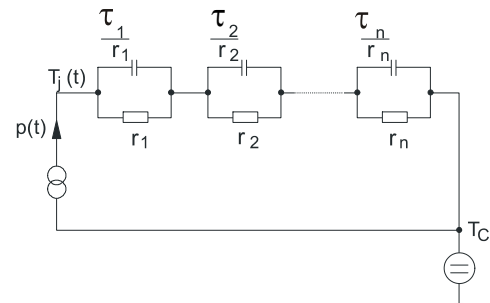 τ1/r1 τ2/r2 τn/rn
Tj(t)
p(t) r1 r2 rn
TC